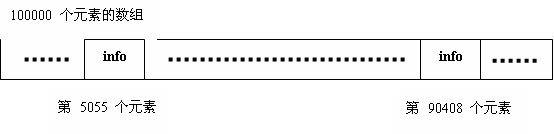 100000 个元素的数组
...... info .............................. info ......
第 5055 个元素 第 90408 个元素